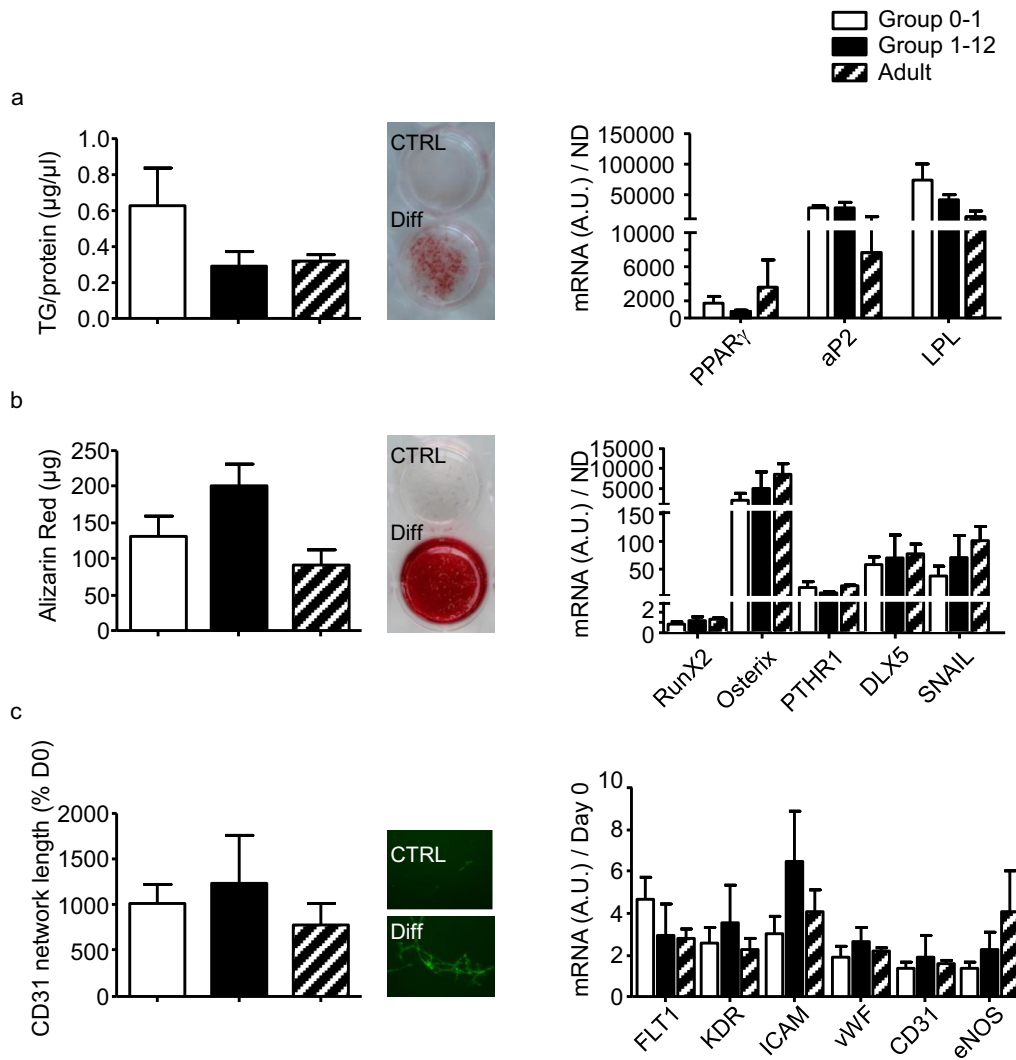 Group 0-1
Group 1-12
Adult
a
TG/protein (µg/µl)
1.0
0.8
0.6
0.4
0.2
0.0
CTRL
Diff
mRNA (A.U.) / ND
150000
100000
50000
10000
6000
2000
0
PPARγ
aP2
LPL
b
Alizarin Red (µg)
250
200
150
100
50
0
CTRL
Diff
mRNA (A.U.) / ND
15000
10000
5000
150
100
50
2
1
0
RunX2
Osterix
PTHR1
DLX5
SNAIL
c
CD31 network length (% D0)
2000
1500
1000
500
0
CTRL
Diff
mRNA (A.U.) / Day 0
10
8
6
4
2
0
FLT1
KDR
ICAM
vWF
CD31
eNOS